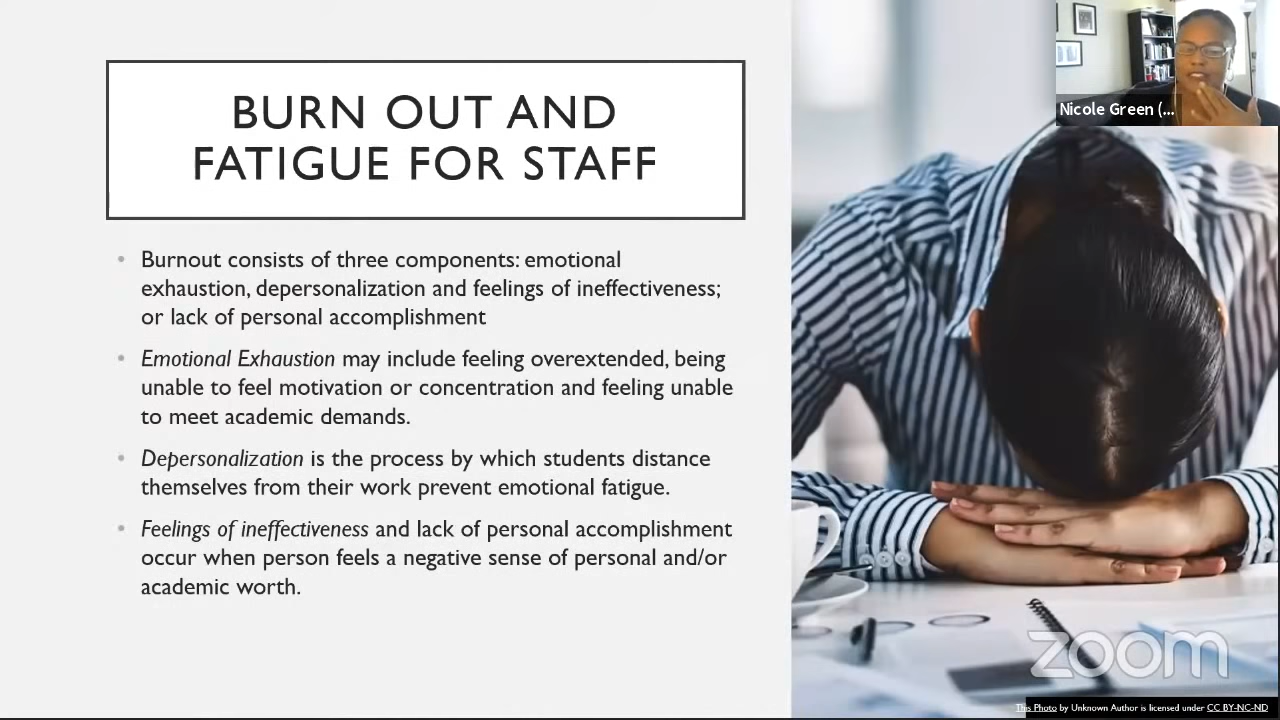 BURN OUT AND
FATIGUE FOR STAFF
Nicole Green (...
• Burnout consists of three components: emotional
exhaustion, depersonalization and feelings of ineffectiveness;
or lack of personal accomplishment
• Emotional Exhaustion may include feeling overextended, being
unable to feel motivation or concentration and feeling unable
to meet academic demands.
• Depersonalization is the process by which students distance
themselves from their work prevent emotional fatigue.
• Feelings of ineffectiveness and lack of personal accomplishment
occur when person feels a negative sense of personal and/or
academic worth.
zoom
This Photo by Unknown Author is licensed under CC BY-NC-ND